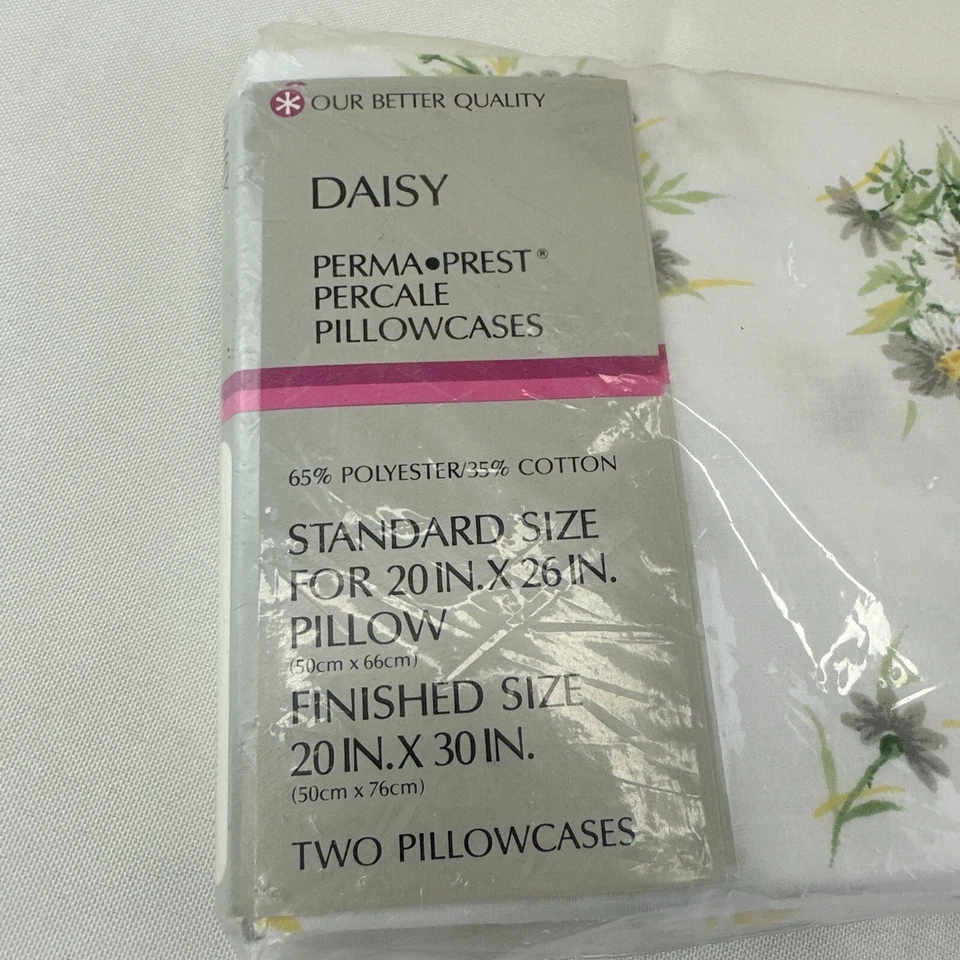 OUR BETTER QUALITY
DAISY
PERMA•PREST®
PERCALE
PILLOWCASES
65% POLYESTER/35% COTTON
STANDARD SIZE
FOR 20 IN. X 26 IN.
PILLOW
(50cm x 66cm)
FINISHED SIZE
20 IN. X 30 IN.
(50cm x 76cm)
TWO PILLOWCASES